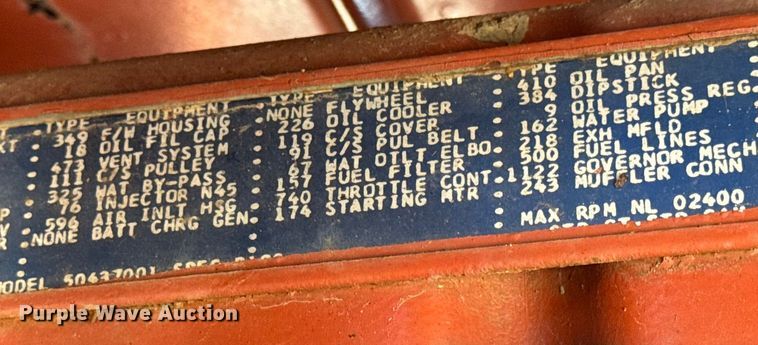 TYPE EQUIPMENT TYPE EQUIPMENT TYPE EQUIPMENT
349 F/W HOUSING NONE FLYWHEEL 410 OIL PAN
18 OIL FIL CAP 226 OIL COOLER 384 DIPSTICK
473 VENT SYSTEM 119 C/S COVER 9 OIL PRESS REG.
111 C/S PULLEY 91 C/S PUL BELT 162 WATER PUMP
325 WAT BY-PASS 67 WAT OTLT ELBO 218 EXH MFLD
76 INJECTOR N45 157 FUEL FILTER 500 FUEL LINES
596 AIR INLT HSG 740 THROTTLE CONT 1122 GOVERNOR MECH
NONE BATT CHRG GEN 174 STARTING MTR 243 MUFFLER CONN
MAX RPM NL 02400
MODEL 50437001 SPEC
Purple Wave Auction